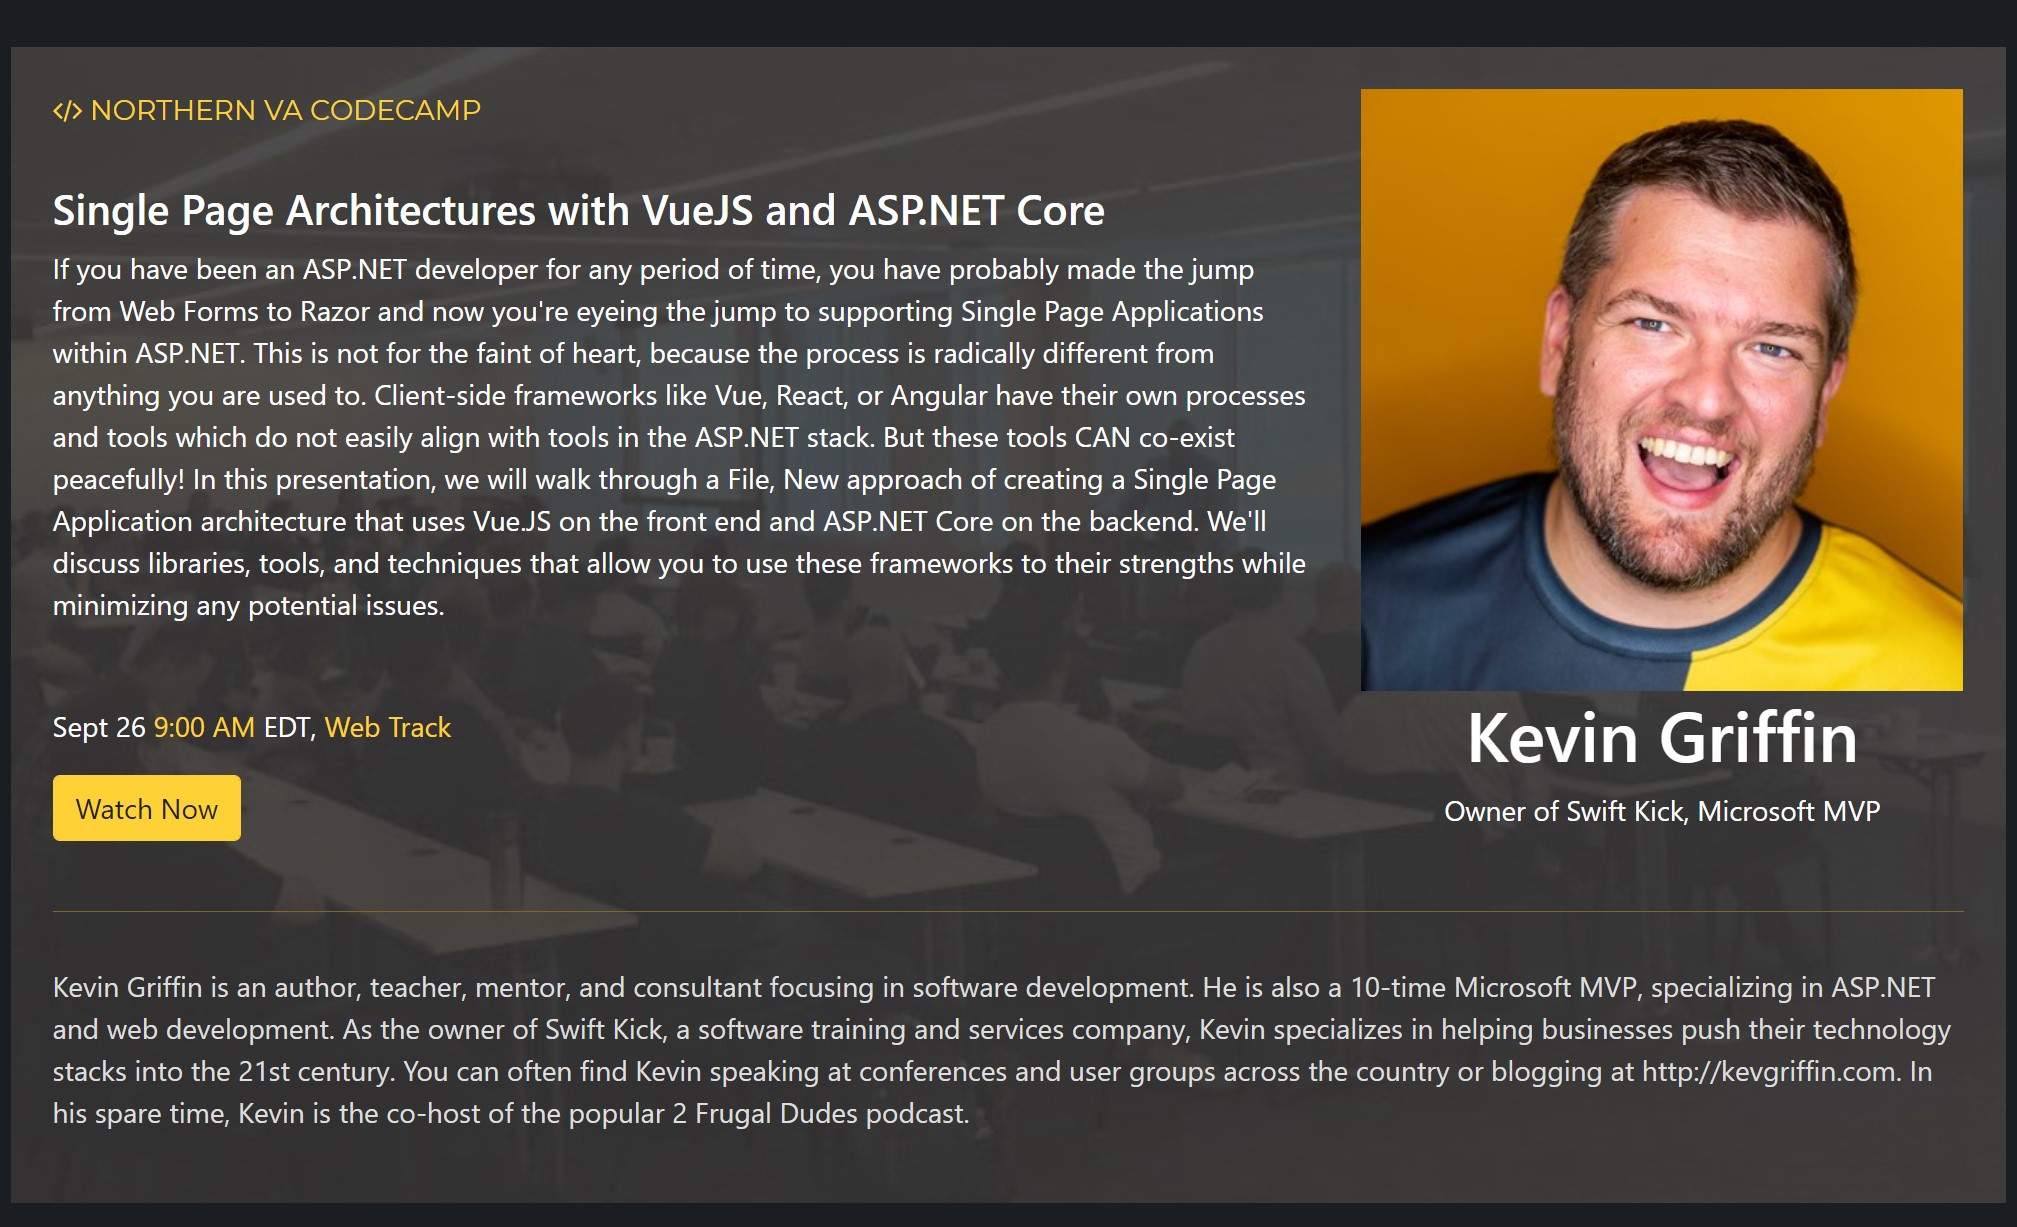 </> NORTHERN VA CODECAMP
Single Page Architectures with VueJS and ASP.NET Core
If you have been an ASP.NET developer for any period of time, you have probably made the jump
from Web Forms to Razor and now you're eyeing the jump to supporting Single Page Applications
within ASP.NET. This is not for the faint of heart, because the process is radically different from
anything you are used to. Client-side frameworks like Vue, React, or Angular have their own processes
and tools which do not easily align with tools in the ASP.NET stack. But these tools CAN co-exist
peacefully! In this presentation, we will walk through a File, New approach of creating a Single Page
Application architecture that uses Vue.JS on the front end and ASP.NET Core on the backend. We'll
discuss libraries, tools, and techniques that allow you to use these frameworks to their strengths while
minimizing any potential issues.
Sept 26 9:00 AM EDT, Web Track
Watch Now
Kevin Griffin
Owner of Swift Kick, Microsoft MVP
Kevin Griffin is an author, teacher, mentor, and consultant focusing in software development. He is also a 10-time Microsoft MVP, specializing in ASP.NET
and web development. As the owner of Swift Kick, a software training and services company, Kevin specializes in helping businesses push their technology
stacks into the 21st century. You can often find Kevin speaking at conferences and user groups across the country or blogging at http://kevgriffin.com. In
his spare time, Kevin is the co-host of the popular 2 Frugal Dudes podcast.